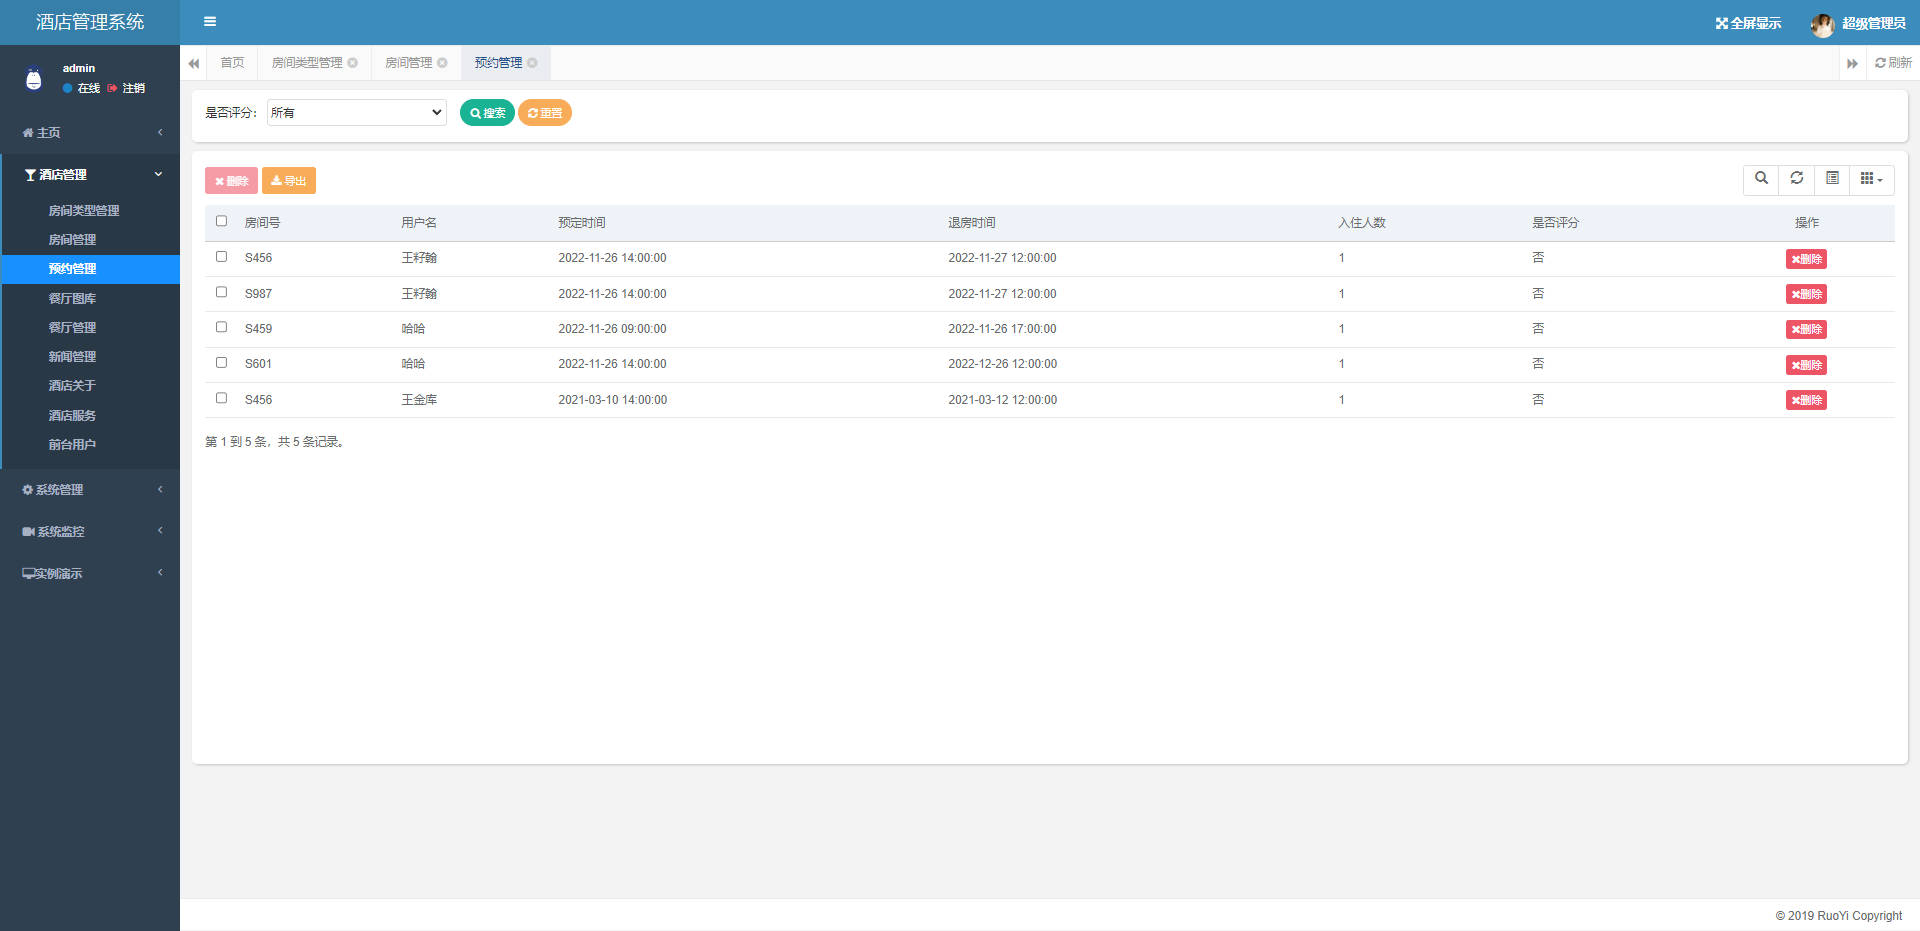 酒店管理系统
全屏显示 超级管理员
admin
在线 注销
首页 房间类型管理 房间管理 预约管理 刷新
主页
酒店管理
房间类型管理
房间管理
预约管理
餐厅图库
餐厅管理
新闻管理
酒店关于
酒店服务
前台用户
系统管理
系统监控
实例演示
是否评分： 所有 搜索 重置
删除 导出
房间号 用户名 预定时间 退房时间 入住人数 是否评分 操作
S456 王籽翰 2022-11-26 14:00:00 2022-11-27 12:00:00 1 否 删除
S987 王籽翰 2022-11-26 14:00:00 2022-11-27 12:00:00 1 否 删除
S459 哈哈 2022-11-26 09:00:00 2022-11-26 17:00:00 1 否 删除
S601 哈哈 2022-11-26 14:00:00 2022-12-26 12:00:00 1 否 删除
S456 王金库 2021-03-10 14:00:00 2021-03-12 12:00:00 1 否 删除
第 1 到 5 条，共 5 条记录。
© 2019 RuoYi Copyright